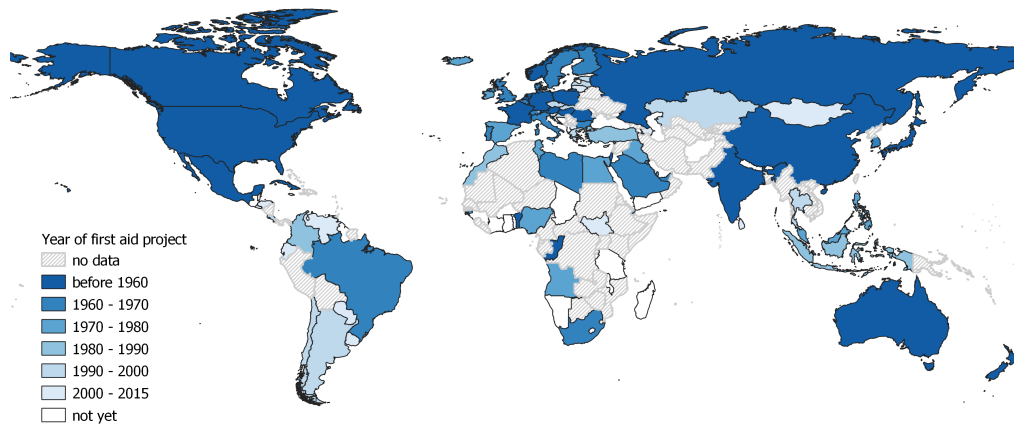 Year of first aid project
no data
before 1960
1960 - 1970
1970 - 1980
1980 - 1990
1990 - 2000
2000 - 2015
not yet